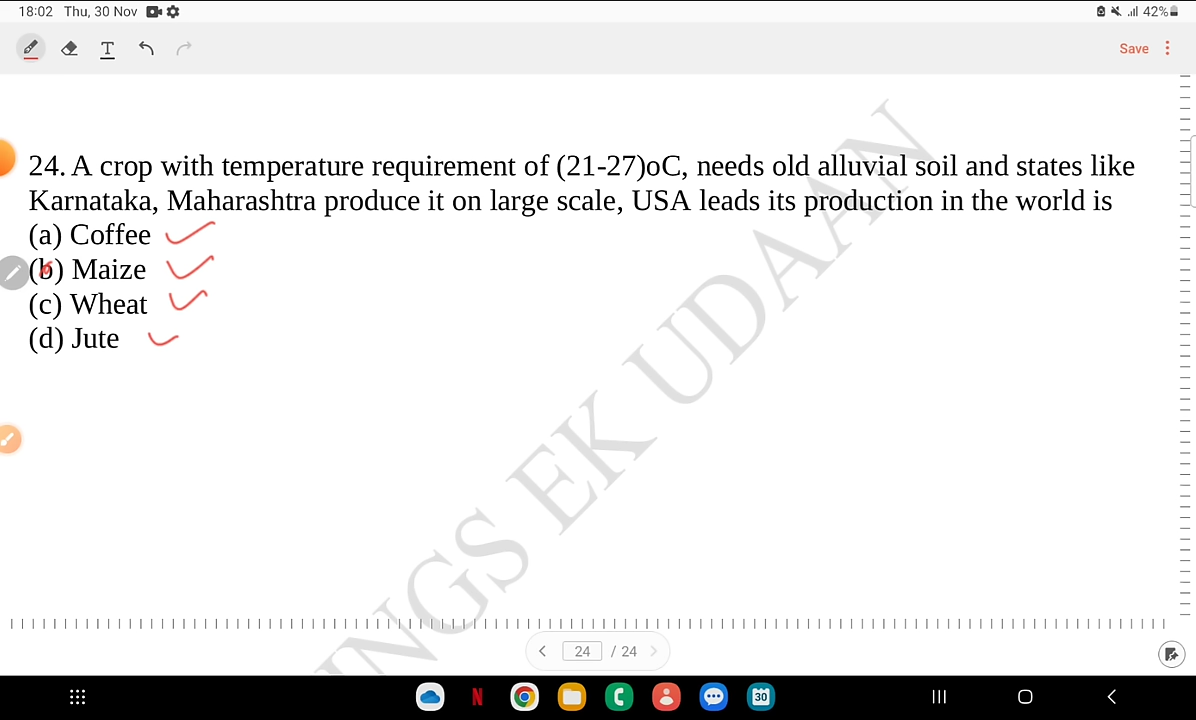 18:02 Thu, 30 Nov
42%
T
Save
24. A crop with temperature requirement of (21-27)oC, needs old alluvial soil and states like
Karnataka, Maharashtra produce it on large scale, USA leads its production in the world is
(a) Coffee
(b) Maize
(c) Wheat
(d) Jute
INGS EK UDAAN
24 / 24
N
30